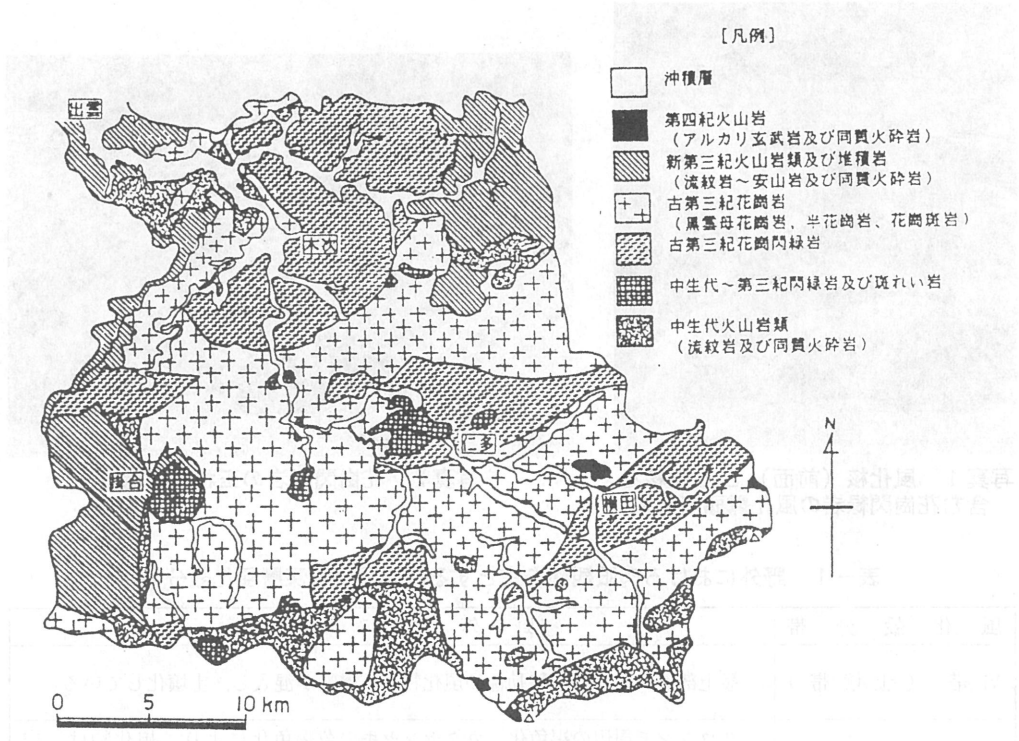 [凡例]
沖積層
第四紀火山岩
(アルカリ玄武岩及び同質火砕岩)
新第三紀火山岩類及び堆積岩
(流紋岩～安山岩及び同質火砕岩)
古第三紀花崗岩
(黒雲母花崗岩、半花崗岩、花崗斑岩)
古第三紀花崗閃緑岩
中生代～第三紀閃緑岩及び斑れい岩
中生代火山岩類
(流紋岩及び同質火砕岩)
出雲
木次
仁多
掛合
横田
N
0 5 10 km